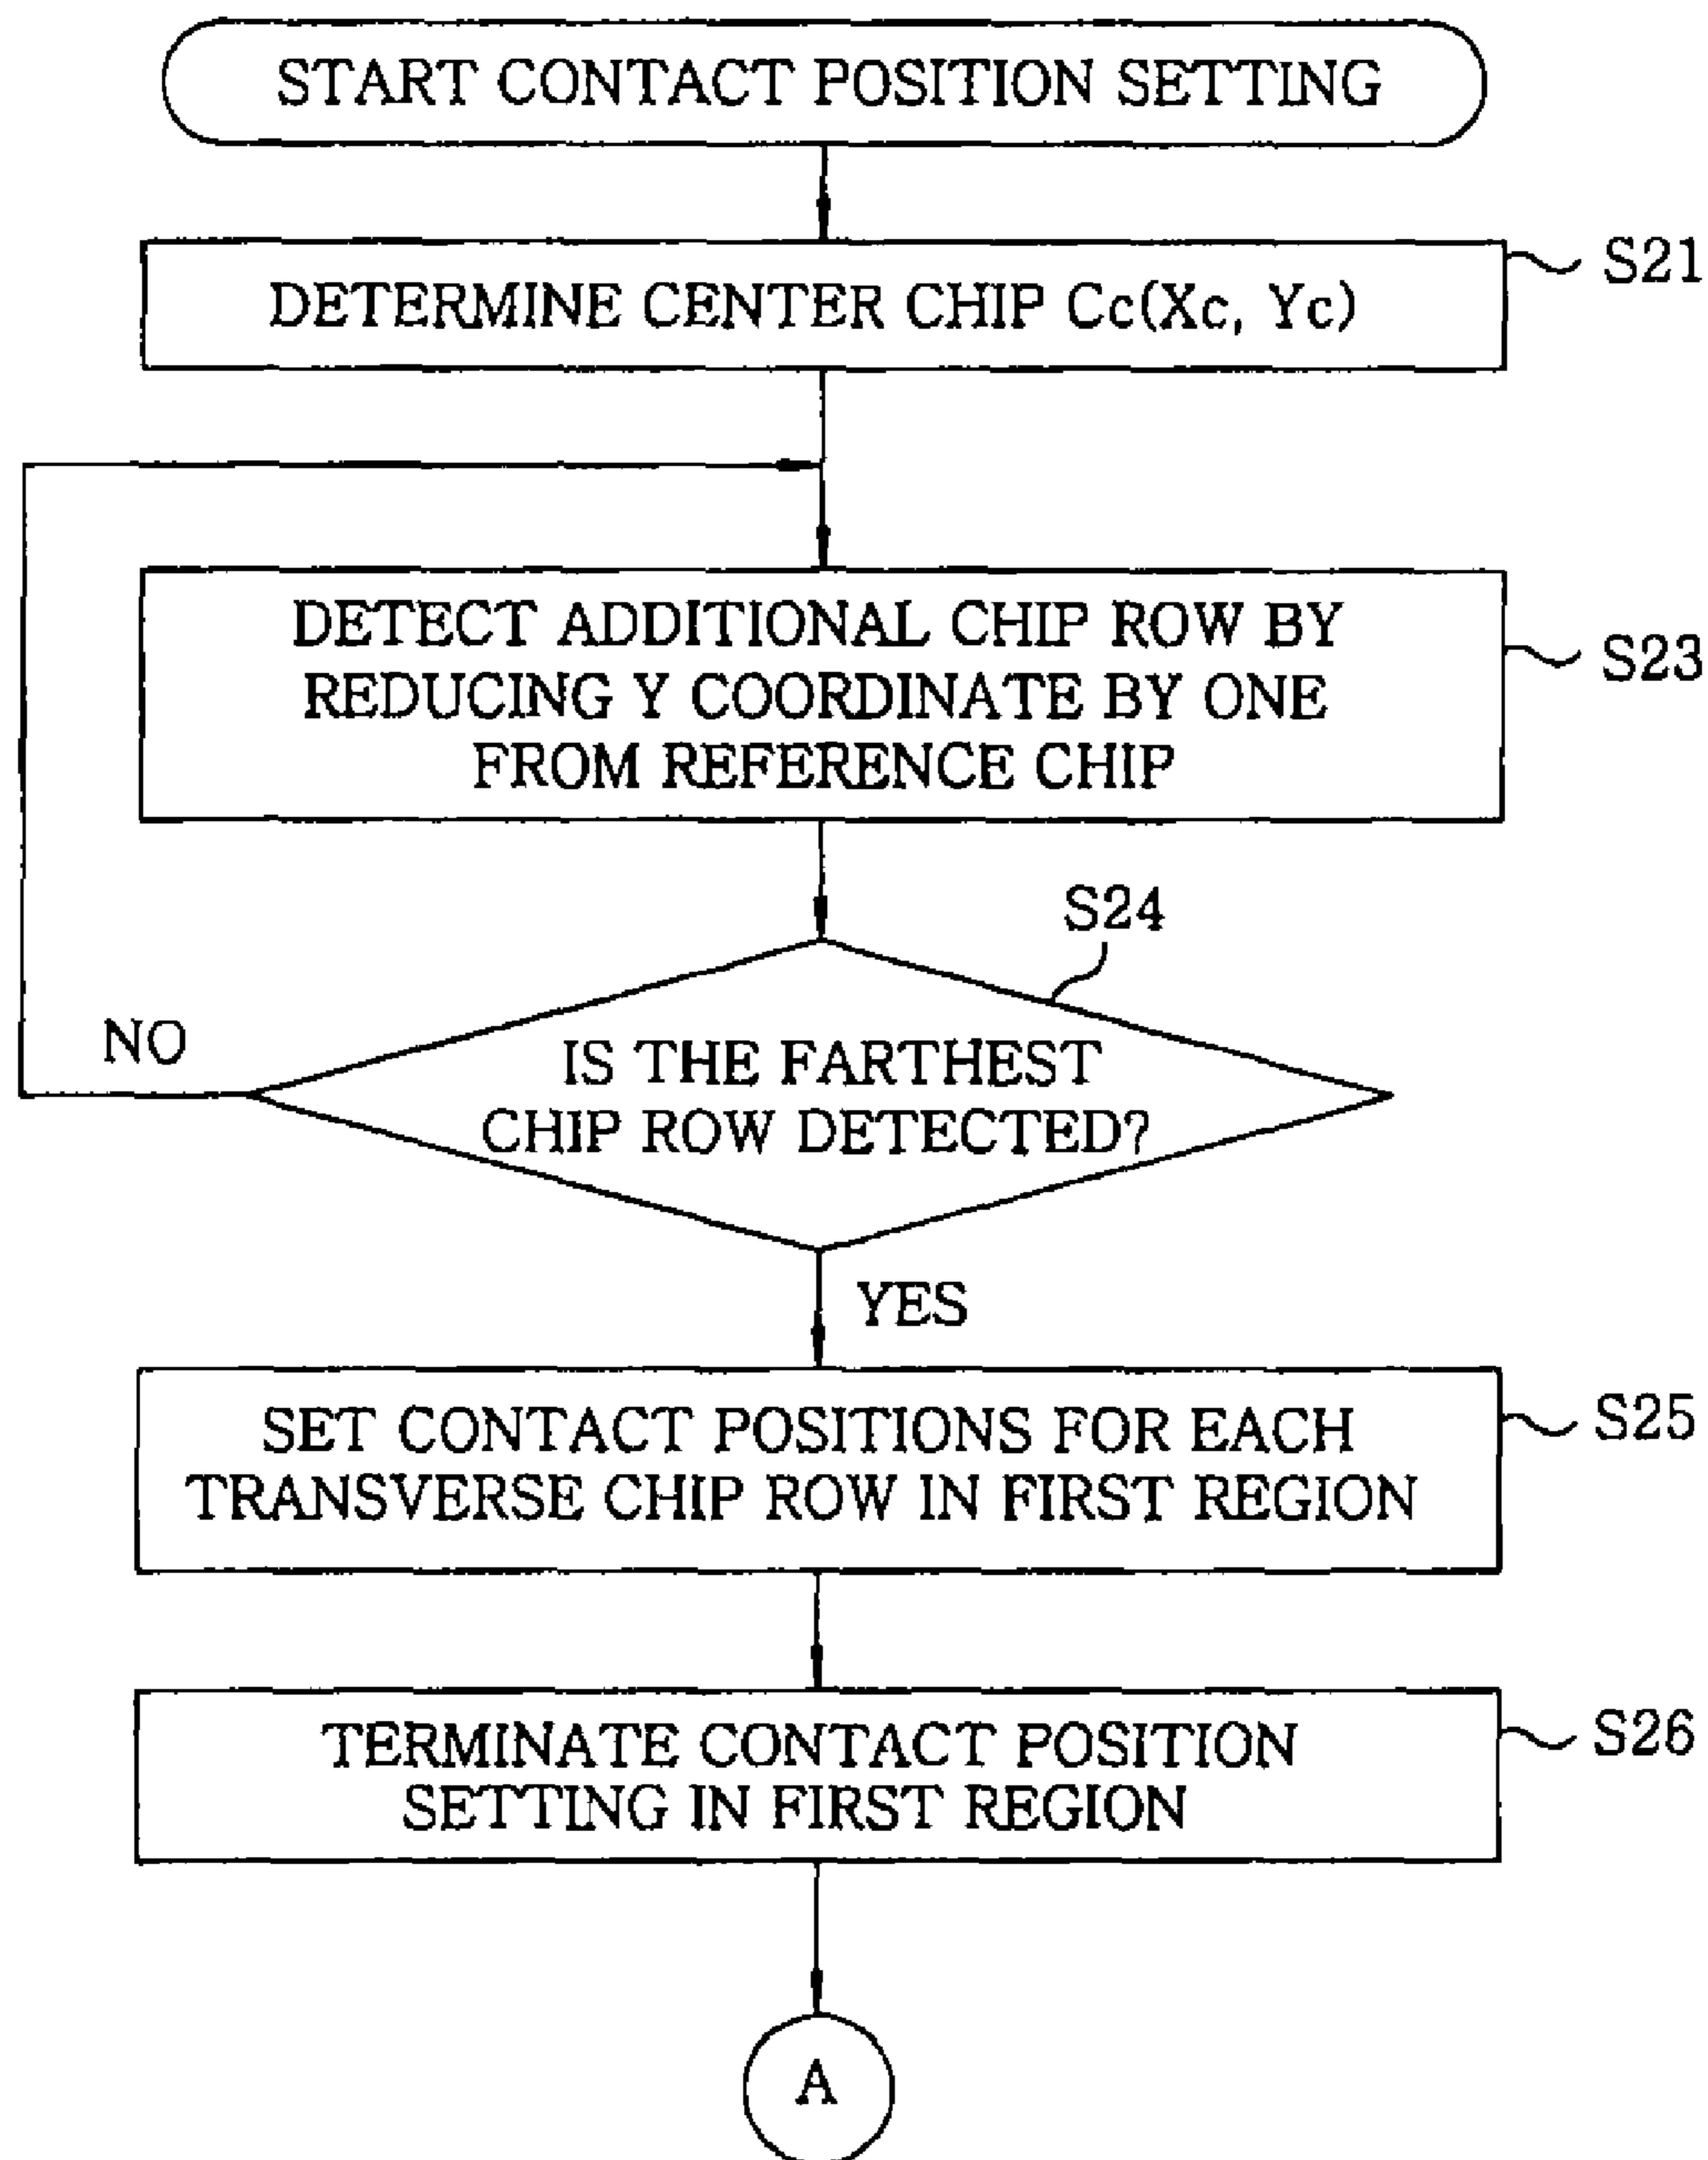 START CONTACT POSITION SETTING
S21
DETERMINE CENTER CHIP Cc(Xc, Yc)
DETECT ADDITIONAL CHIP ROW BY
REDUCING Y COORDINATE BY ONE
FROM REFERENCE CHIP
S23
S24
NO
IS THE FARTHEST
CHIP ROW DETECTED?
YES
SET CONTACT POSITIONS FOR EACH
TRANSVERSE CHIP ROW IN FIRST REGION
S25
TERMINATE CONTACT POSITION
SETTING IN FIRST REGION
S26
A